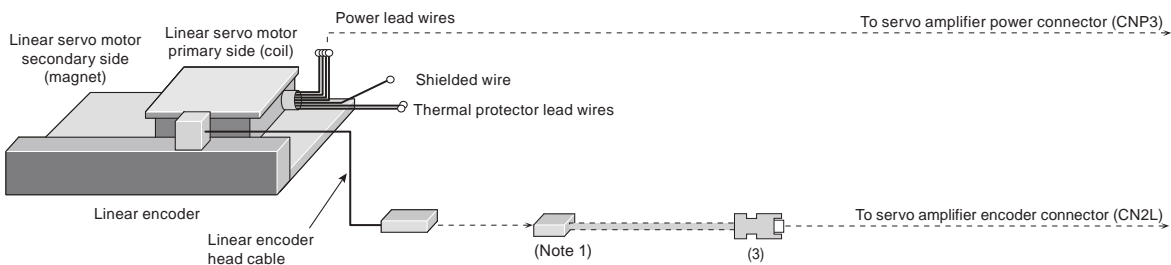 Power lead wires
To servo amplifier power connector (CNP3)
Linear servo motor
secondary side
(magnet)
Linear servo motor
primary side (coil)
Shielded wire
Thermal protector lead wires
Linear encoder
Linear encoder
head cable
(Note 1)
(3)
To servo amplifier encoder connector (CN2L)